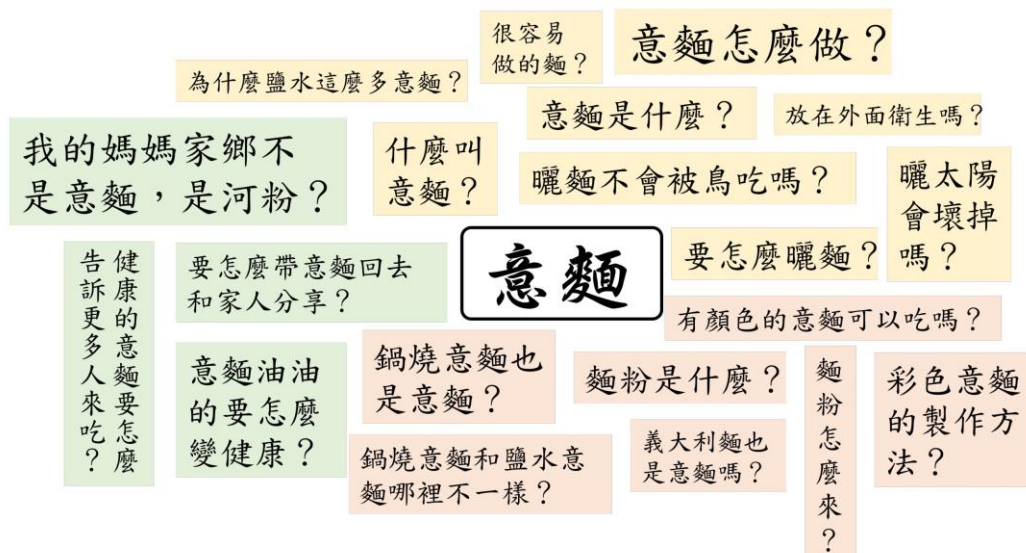 很容易
做的麵？
意麵怎麼做？
為什麼鹽水這麼多意麵？
意麵是什麼？
放在外面衛生嗎？
我的媽媽家鄉不
是意麵，是河粉？
什麼叫
意麵？
曬麵不會被鳥吃嗎？
曬太陽
會壞掉
嗎？
健康的意麵要怎麼
告訴更多人來吃？
要怎麼帶意麵回去
和家人分享？
意麵
要怎麼曬麵？
有顏色的意麵可以吃嗎？
意麵油油
的要怎麼
變健康？
鍋燒意麵也
是意麵？
麵粉是什麼？
麵粉怎麼來？
彩色意麵
的製作方
法？
鍋燒意麵和鹽水意
麵哪裡不一樣？
義大利麵也
是意麵嗎？